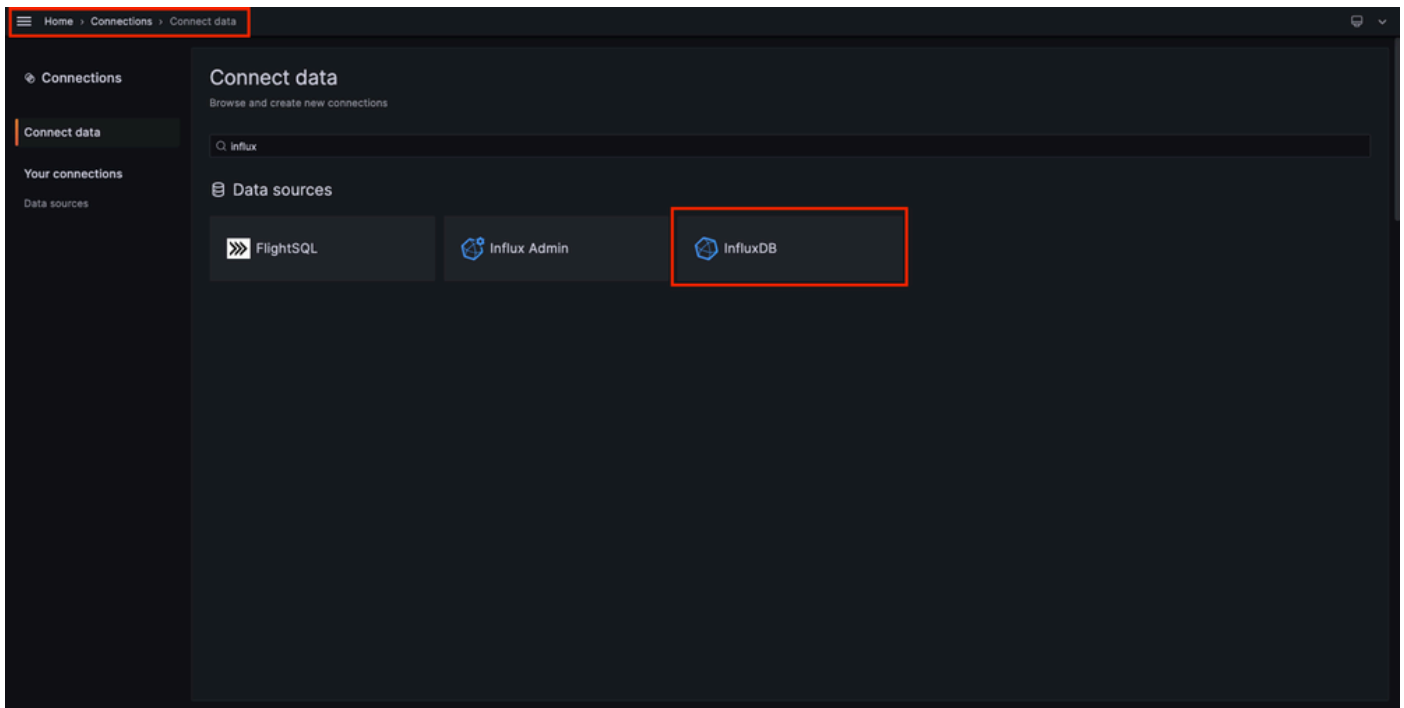 Home › Connections › Connect data
Connections
Connect data
Your connections
Data sources
Connect data
Browse and create new connections
influx
Data sources
FlightSQL
Influx Admin
InfluxDB